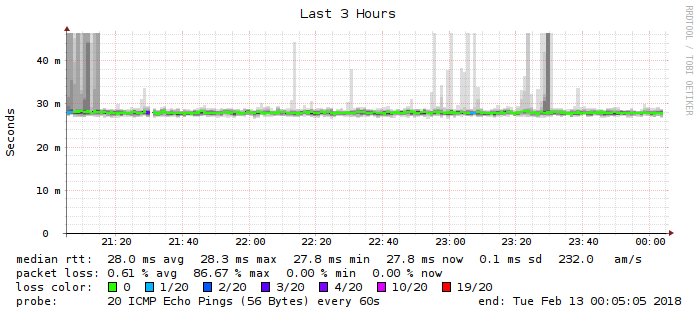 Last 3 Hours
RRDTOOL / TOBI OETIKER
Seconds
40 m
30 m
20 m
10 m
0
21:20 21:40 22:00 22:20 22:40 23:00 23:20 23:40 00:00
median rtt: 28.0 ms avg 28.3 ms max 27.8 ms min 27.8 ms now 0.1 ms sd 232.0 am/s
packet loss: 0.61 % avg 86.67 % max 0.00 % min 0.00 % now
loss color: 0 1/20 2/20 3/20 4/20 10/20 19/20
probe: 20 ICMP Echo Pings (56 Bytes) every 60s end: Tue Feb 13 00:05:05 2018